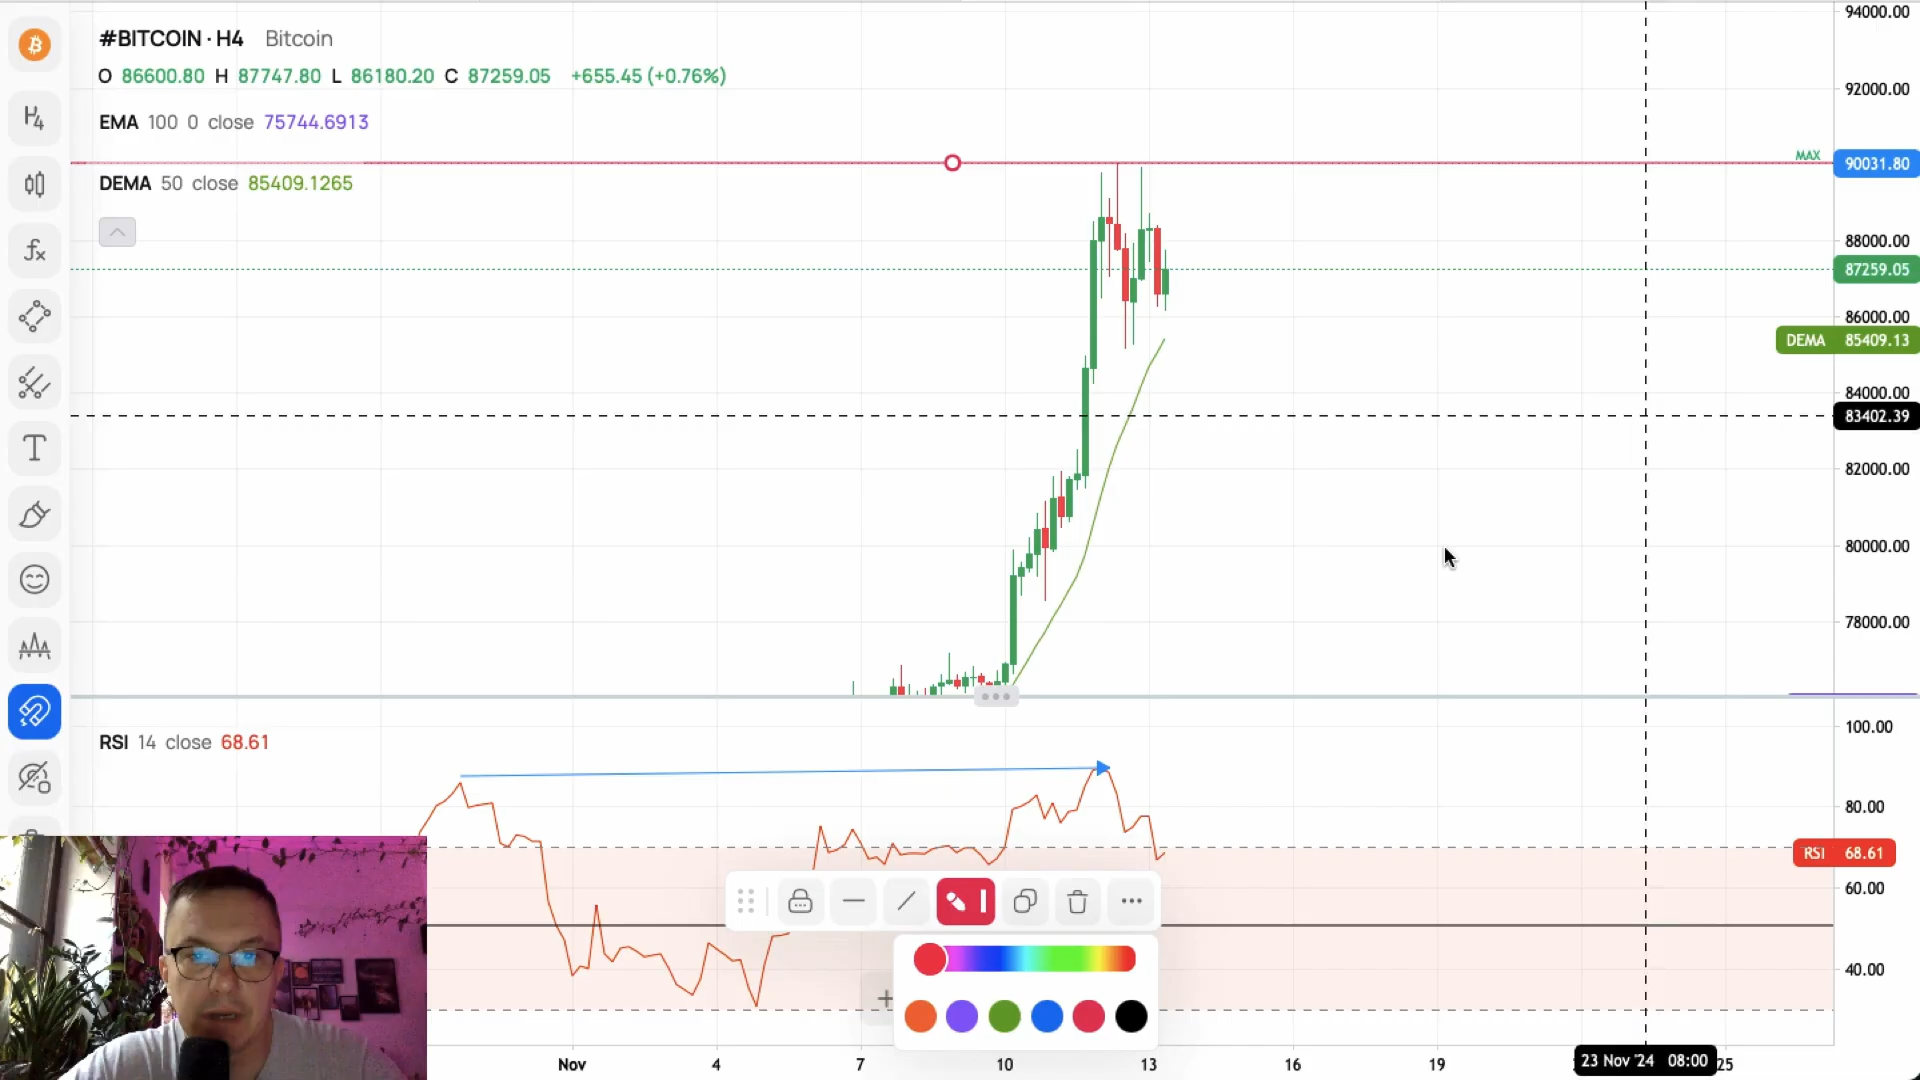 #BITCOIN · H4 Bitcoin
O 86600.80 H 87747.80 L 86180.20 C 87259.05 +655.45 (+0.76%)
EMA 100 0 close 75744.6913
DEMA 50 close 85409.1265
H4
fx
T
94000.00
92000.00
MAX 90031.80
88000.00
87259.05
86000.00
DEMA 85409.13
84000.00
83402.39
82000.00
80000.00
78000.00
RSI 14 close 68.61
100.00
80.00
RSI 68.61
60.00
40.00
Nov 4 7 10 13 16 19 23 Nov '24 08:00 25